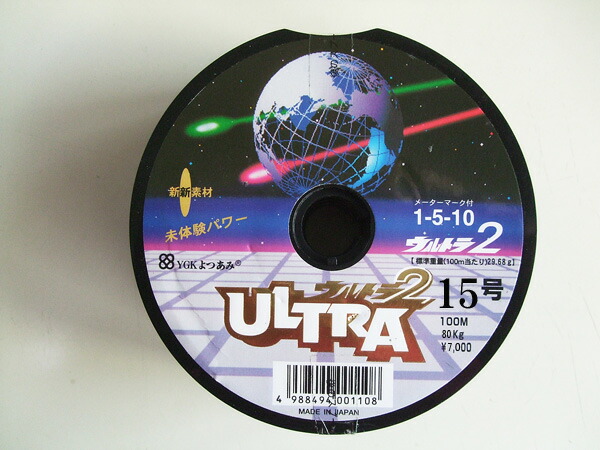 新新素材
未体験パワー
YGKよつあみ®
メーターマーク付
1-5-10
ウルトラ2
【標準重量(100m当たり)29.68g】
ウルトラ2
ULTRA
15号
100M
80Kg
¥7,000
4 988494 001108
MADE IN JAPAN